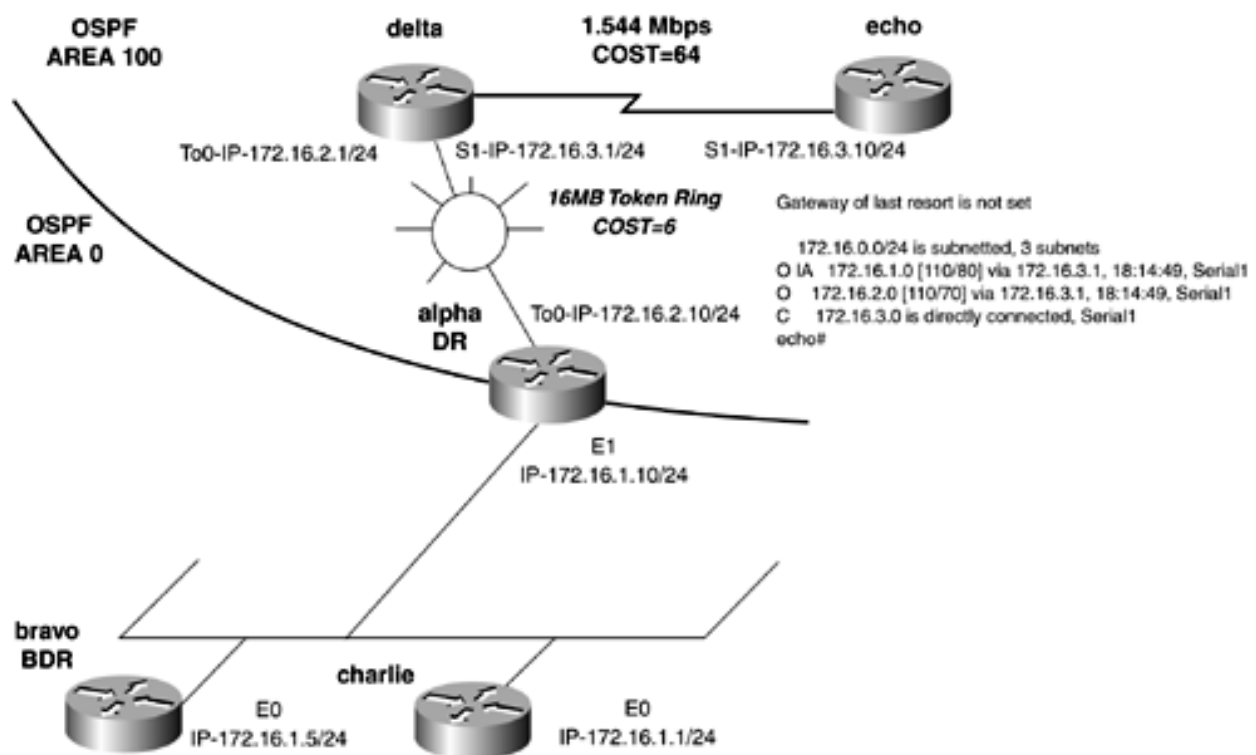 OSPF
AREA 100
delta
1.544 Mbps
COST=64
echo
To0-IP-172.16.2.1/24
S1-IP-172.16.3.1/24
S1-IP-172.16.3.10/24
16MB Token Ring
COST=6
Gateway of last resort is not set
172.16.0.0/24 is subnetted, 3 subnets
O IA 172.16.1.0 [110/80] via 172.16.3.1, 18:14:49, Serial1
O 172.16.2.0 [110/70] via 172.16.3.1, 18:14:49, Serial1
C 172.16.3.0 is directly connected, Serial1
echo#
OSPF
AREA 0
alpha
DR
To0-IP-172.16.2.10/24
E1
IP-172.16.1.10/24
bravo
BDR
E0
IP-172.16.1.5/24
charlie
E0
IP-172.16.1.1/24